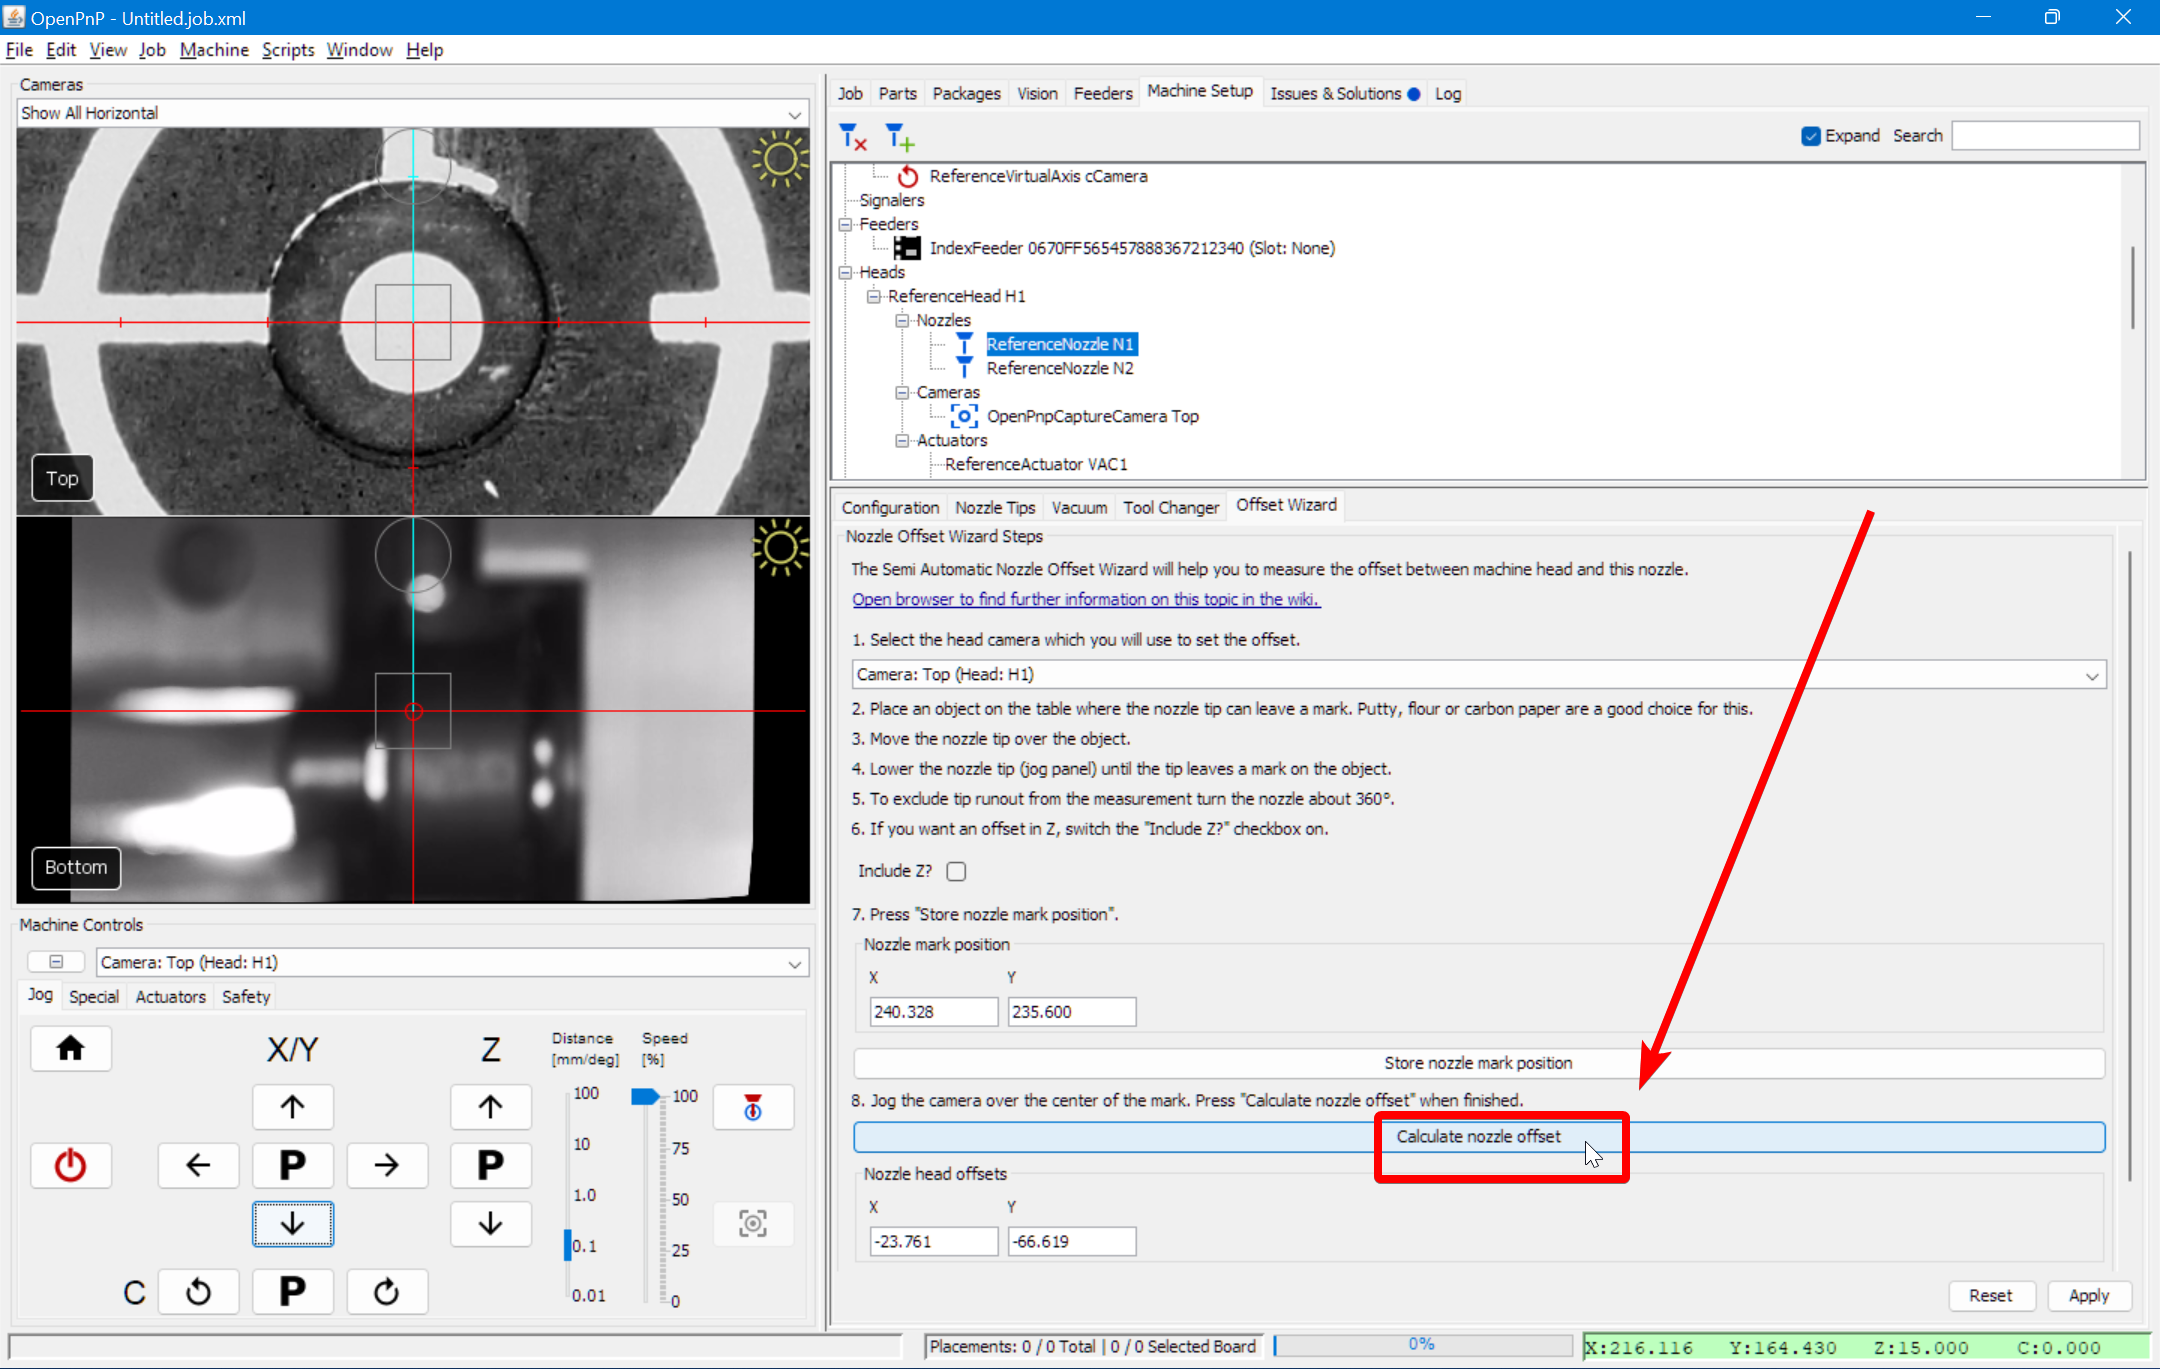 OpenPnP - Untitled.job.xml
File Edit View Job Machine Scripts Window Help
Cameras
Show All Horizontal
Top
Bottom
Machine Controls
Camera: Top (Head: H1)
Jog Special Actuators Safety
X/Y Z Distance [mm/deg] Speed [%]
100 100
10 75
P P
1.0 50
0.1 25
0.01 0
C P
Job Parts Packages Vision Feeders Machine Setup Issues & Solutions Log
Expand Search
ReferenceVirtualAxis cCamera
Signalers
Feeders
IndexFeeder 0670FF565457888367212340 (Slot: None)
Heads
ReferenceHead H1
Nozzles
ReferenceNozzle N1
ReferenceNozzle N2
Cameras
OpenPnpCaptureCamera Top
Actuators
ReferenceActuator VAC1
Configuration Nozzle Tips Vacuum Tool Changer Offset Wizard
Nozzle Offset Wizard Steps
The Semi Automatic Nozzle Offset Wizard will help you to measure the offset between machine head and this nozzle.
Open browser to find further information on this topic in the wiki.
1. Select the head camera which you will use to set the offset.
Camera: Top (Head: H1)
2. Place an object on the table where the nozzle tip can leave a mark. Putty, flour or carbon paper are a good choice for this.
3. Move the nozzle tip over the object.
4. Lower the nozzle tip (jog panel) until the tip leaves a mark on the object.
5. To exclude tip runout from the measurement turn the nozzle about 360°.
6. If you want an offset in Z, switch the "Include Z?" checkbox on.
Include Z?
7. Press "Store nozzle mark position".
Nozzle mark position
X Y
240.328 235.600
Store nozzle mark position
8. Jog the camera over the center of the mark. Press "Calculate nozzle offset" when finished.
Calculate nozzle offset
Nozzle head offsets
X Y
-23.761 -66.619
Reset Apply
Placements: 0 / 0 Total | 0 / 0 Selected Board 0% X:216.116 Y:164.430 Z:15.000 C:0.000